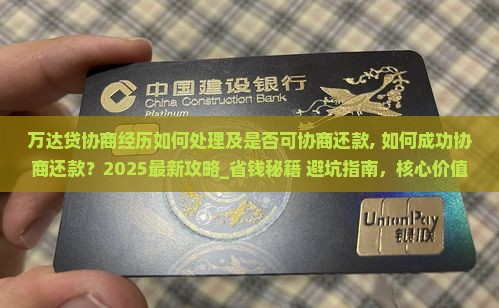 中国建设银行
China Construction Bank
Platinum
万达贷协商经历如何处理及是否可协商还款, 如何成功协
商还款？2025最新攻略_省钱秘籍 避坑指南，核心价值
UnionPay
银联